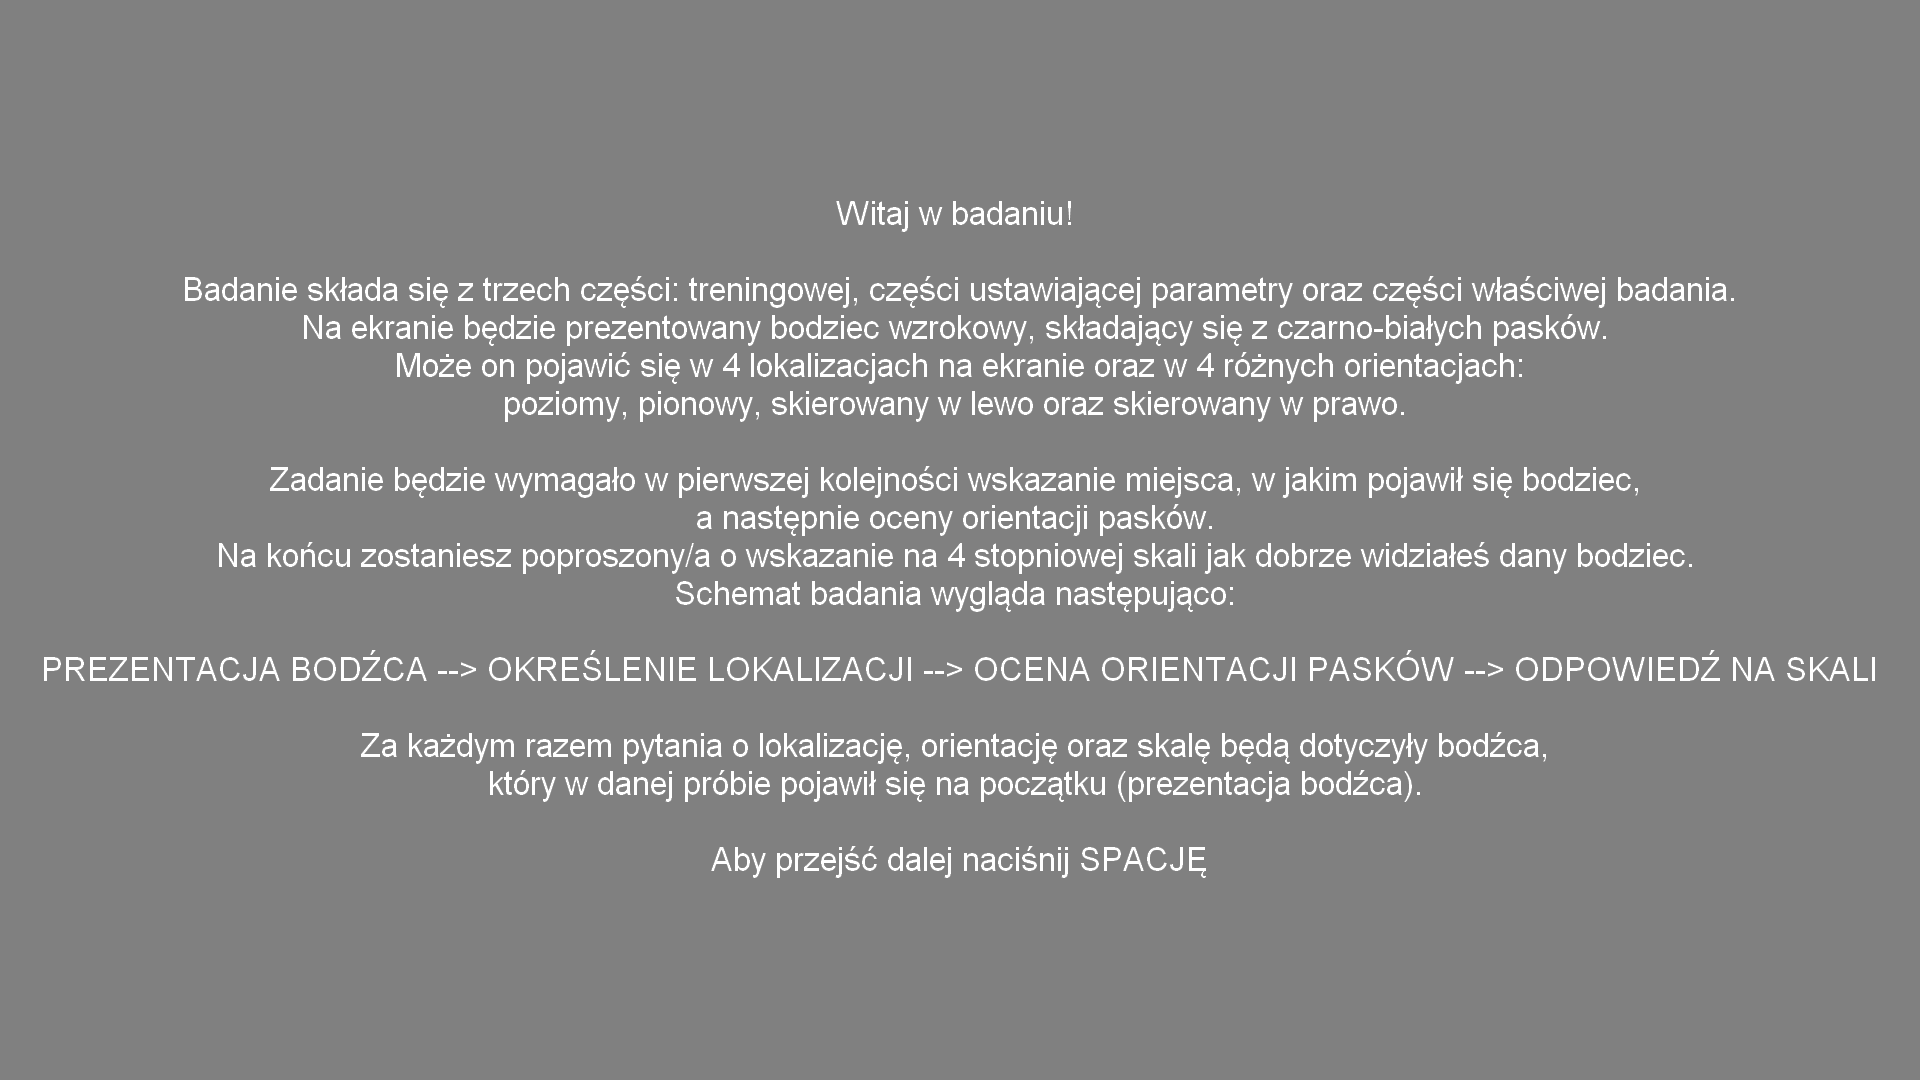 Witaj w badaniu!
Badanie składa się z trzech części: treningowej, części ustawiającej parametry oraz części właściwej badania.
Na ekranie będzie prezentowany bodziec wzrokowy, składający się z czarno-białych pasków.
Może on pojawić się w 4 lokalizacjach na ekranie oraz w 4 różnych orientacjach:
poziomy, pionowy, skierowany w lewo oraz skierowany w prawo.
Zadanie będzie wymagało w pierwszej kolejności wskazanie miejsca, w jakim pojawił się bodziec,
a następnie oceny orientacji pasków.
Na końcu zostaniesz poproszony/a o wskazanie na 4 stopniowej skali jak dobrze widziałeś dany bodziec.
Schemat badania wygląda następująco:
PREZENTACJA BODŹCA --> OKREŚLENIE LOKALIZACJI --> OCENA ORIENTACJI PASKÓW --> ODPOWIEDŹ NA SKALI
Za każdym razem pytania o lokalizację, orientację oraz skalę będą dotyczyły bodźca,
który w danej próbie pojawił się na początku (prezentacja bodźca).
Aby przejść dalej naciśnij SPACJĘ